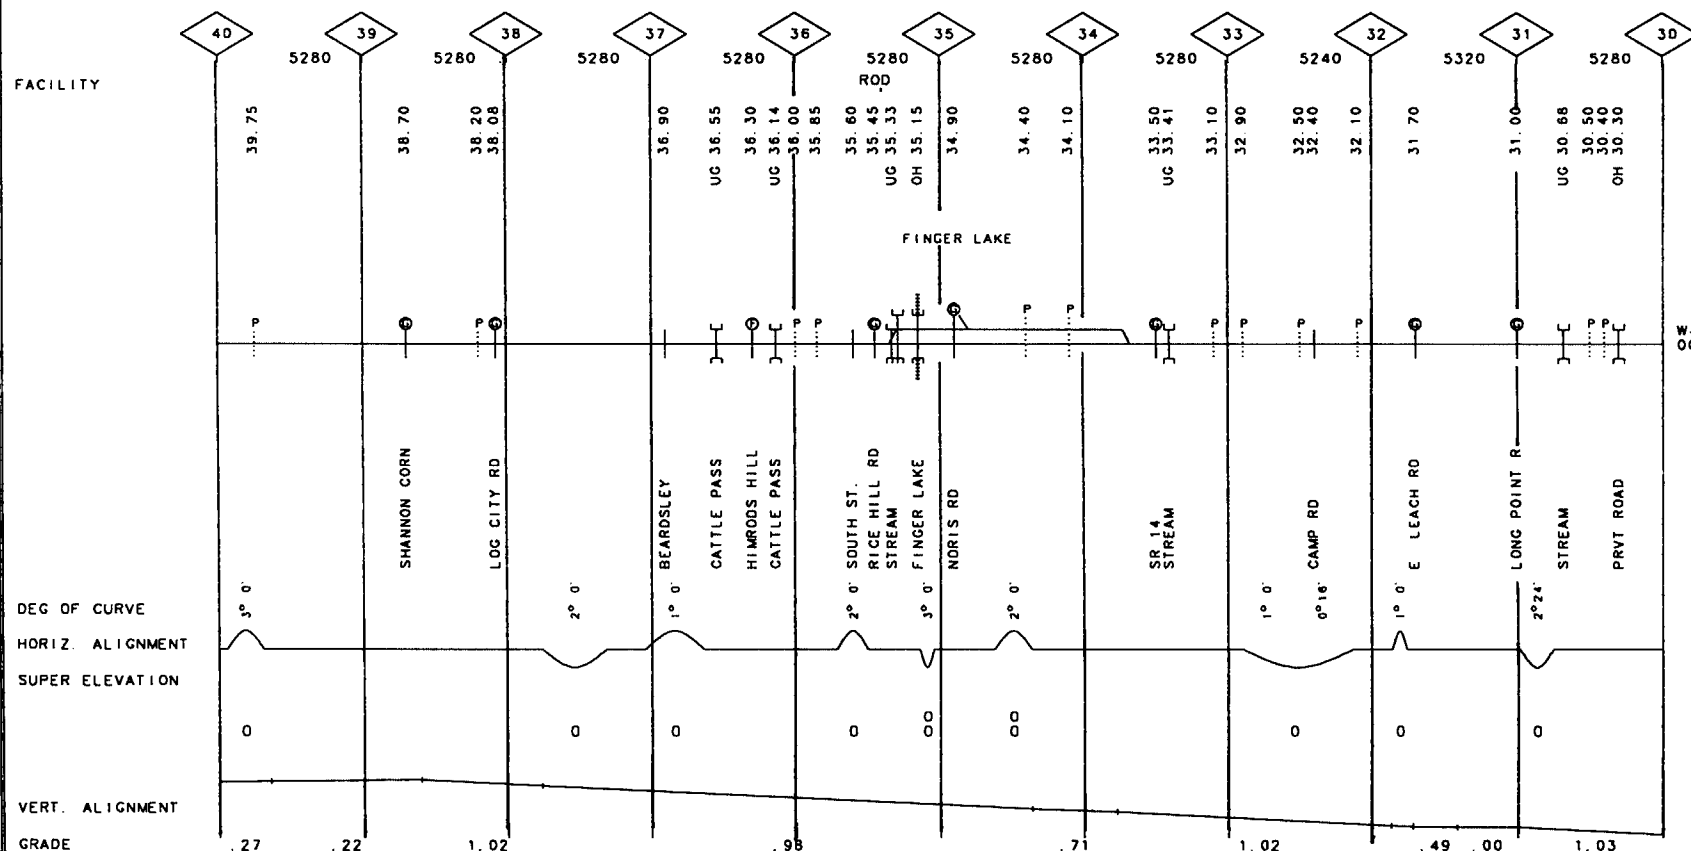 40 39 38 37 36 35 34 33 32 31 30
5280 5280 5280 5280 5280 5280 5280 5240 5320 5280
FACILITY
ROD
39.75 38.70 38.20 38.08 36.90 UG 36.55 36.30 UG 36.14 36.00 35.85 35.60 35.45 UG 35.33 OH 35.15 34.90 34.40 34.10 33.50 UG 33.41 33.10 32.90 32.50 32.40 32.10 31.70 31.00 UG 30.68 30.50 30.40 OH 30.30
FINGER LAKE
P G P G F P P G G P P G P P P P G G P P
SHANNON CORN
LOG CITY RD
BEARDSLEY
CATTLE PASS
HIMRODS HILL
CATTLE PASS
SOUTH ST.
RICE HILL RD
STREAM
FINGER LAKE
NORIS RD
SR 14
STREAM
CAMP RD
E LEACH RD
LONG POINT R
STREAM
PRVT ROAD
DEG OF CURVE
3° 0' 2° 0' 1° 0' 2° 0' 3° 0' 2° 0' 1° 0' 0°16' 1° 0' 2°24'
HORIZ. ALIGNMENT
SUPER ELEVATION
0 0 0 0 0 0 0 0 0 0 0
VERT. ALIGNMENT
GRADE .27 .22 1.02 .98 .71 1.02 .49 .00 1.03